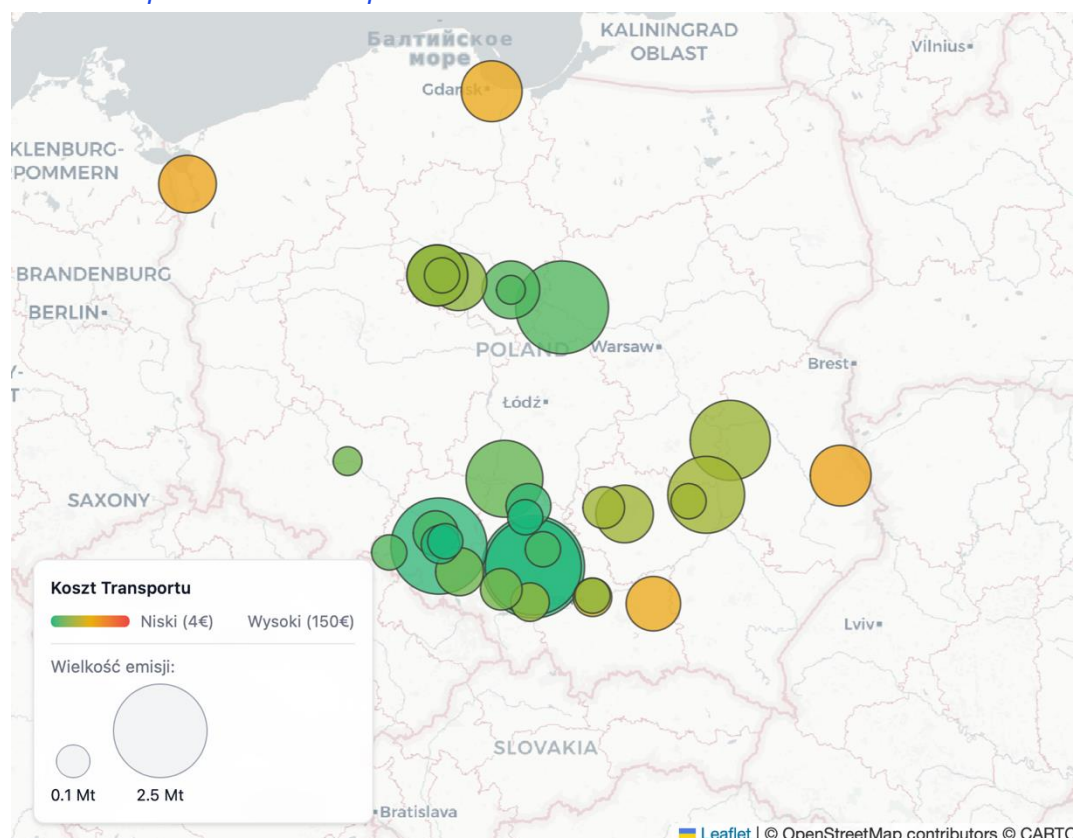 Балтийское
море
KALININGRAD
OBLAST
Vilnius
Gdańsk
KLENBURG-
POMMERN
BRANDENBURG
BERLIN
POLAND
Warsaw
Brest
Łódź
SAXONY
Lviv
SLOVAKIA
Bratislava
Koszt Transportu
Niski (4€) Wysoki (150€)
Wielkość emisji:
0.1 Mt 2.5 Mt
Leaflet | © OpenStreetMap contributors © CARTO